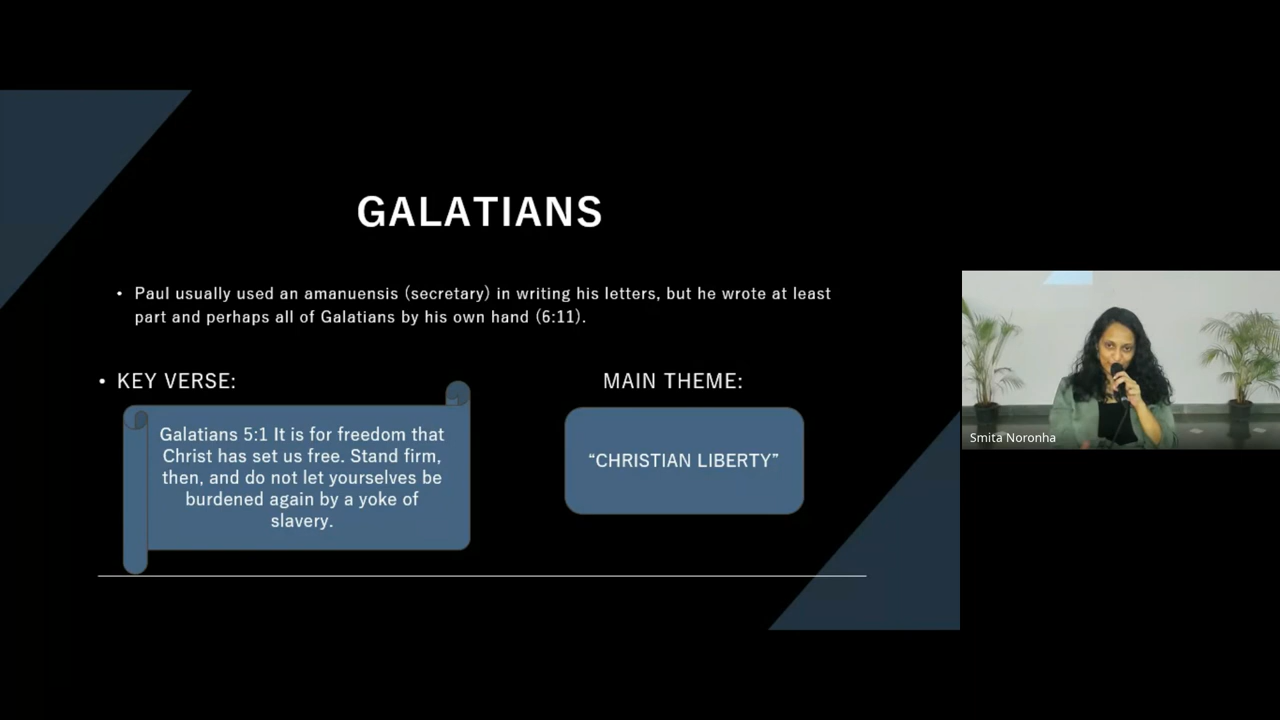 GALATIANS
• Paul usually used an amanuensis (secretary) in writing his letters, but he wrote at least
part and perhaps all of Galatians by his own hand (6:11).
• KEY VERSE:
Galatians 5:1 It is for freedom that
Christ has set us free. Stand firm,
then, and do not let yourselves be
burdened again by a yoke of
slavery.
MAIN THEME:
“CHRISTIAN LIBERTY”
Smita Noronha